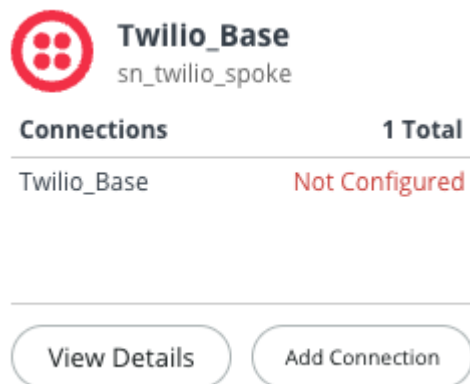 Twilio_Base
sn_twilio_spoke
Connections 1 Total
Twilio_Base Not Configured
View Details Add Connection